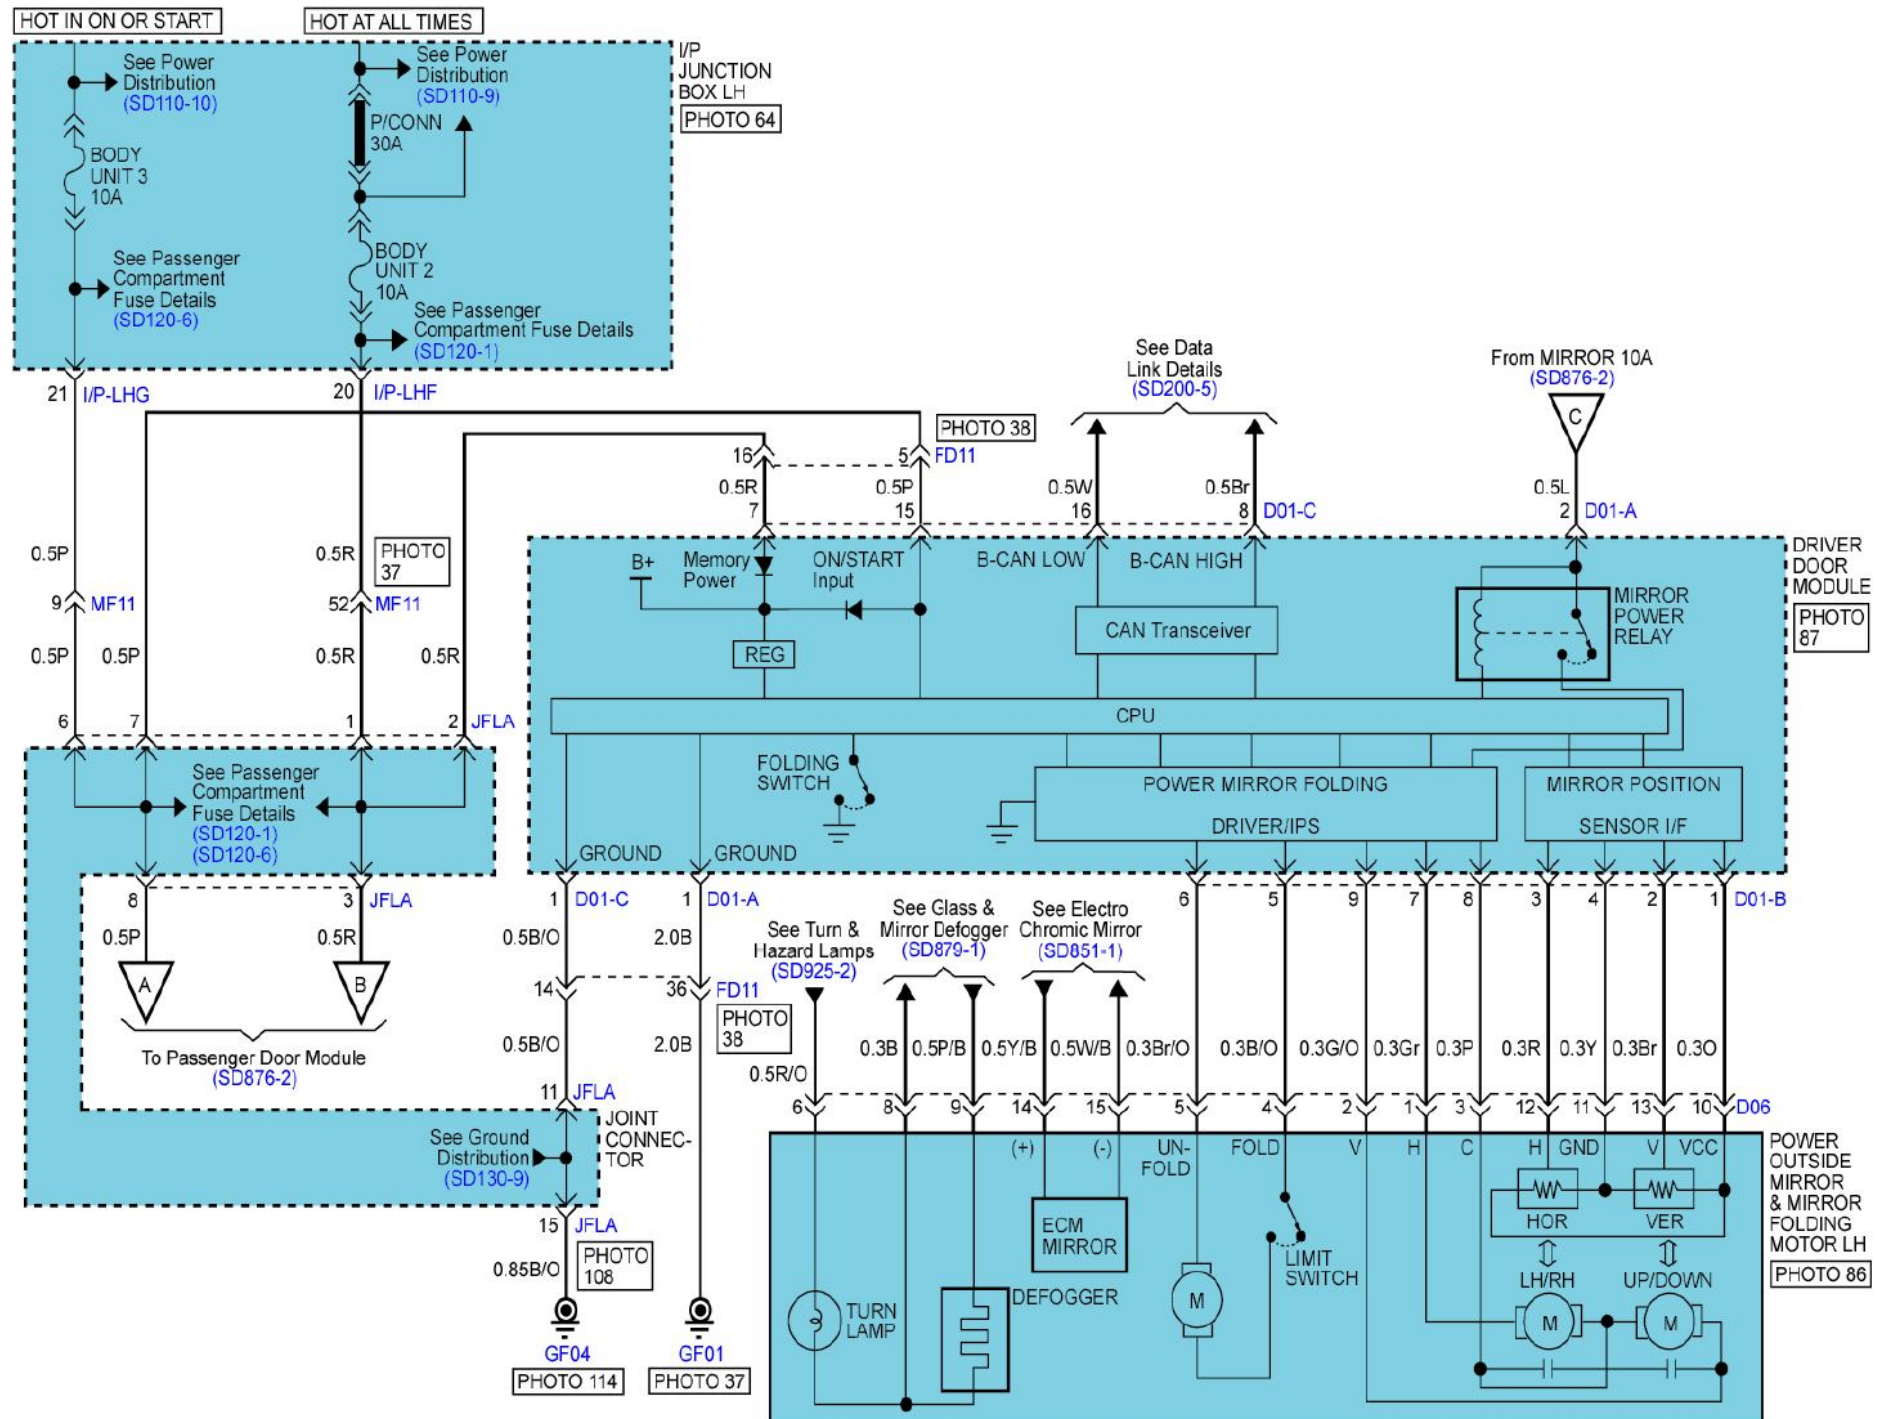 HOT IN ON OR START
HOT AT ALL TIMES
See Power
Distribution
(SD110-10)
See Power
Distribution
(SD110-9)
I/P
JUNCTION
BOX LH
PHOTO 64
P/CONN
30A
BODY
UNIT 3
10A
BODY
UNIT 2
10A
See Passenger
Compartment
Fuse Details
(SD120-6)
See Passenger
Compartment Fuse Details
(SD120-1)
21 I/P-LHG
20 I/P-LHF
See Data
Link Details
(SD200-5)
From MIRROR 10A
(SD876-2)
C
PHOTO 38
16 5 FD11
0.5R 0.5P 0.5W 0.5Br 0.5L
7 15 16 8 D01-C 2 D01-A
0.5P 0.5R
PHOTO
37
9 MF11 52 MF11
0.5P 0.5P 0.5R 0.5R
6 7 1 2 JFLA
B+
Memory
Power
ON/START
Input
B-CAN LOW
B-CAN HIGH
DRIVER
DOOR
MODULE
PHOTO
87
MIRROR
POWER
RELAY
CAN Transceiver
REG
CPU
FOLDING
SWITCH
POWER MIRROR FOLDING
DRIVER/IPS
MIRROR POSITION
SENSOR I/F
GROUND GROUND
See Passenger
Compartment
Fuse Details
(SD120-1)
(SD120-6)
8 3 JFLA
0.5P 0.5R
A B
To Passenger Door Module
(SD876-2)
1 D01-C 1 D01-A
0.5B/O 2.0B
14 36 FD11
PHOTO
38
0.5B/O 2.0B
11 JFLA
JOINT
CONNEC-
TOR
See Ground
Distribution
(SD130-9)
15 JFLA
PHOTO
108
0.85B/O
GF04 GF01
PHOTO 114 PHOTO 37
See Turn &
Hazard Lamps
(SD925-2)
See Glass &
Mirror Defogger
(SD879-1)
See Electro
Chromic Mirror
(SD851-1)
6 5 9 7 8 3 4 2 1 D01-B
0.5R/O 0.3B 0.5P/B 0.5Y/B 0.5W/B 0.3Br/O 0.3B/O 0.3G/O 0.3Gr 0.3P 0.3R 0.3Y 0.3Br 0.3O
6 8 9 14 15 5 4 2 1 3 12 11 13 10 D06
(+) (-) UN-
FOLD
FOLD V H C H GND V VCC
POWER
OUTSIDE
MIRROR
& MIRROR
FOLDING
MOTOR LH
PHOTO 86
HOR VER
ECM
MIRROR
LIMIT
SWITCH
LH/RH UP/DOWN
DEFOGGER
TURN
LAMP
M M M